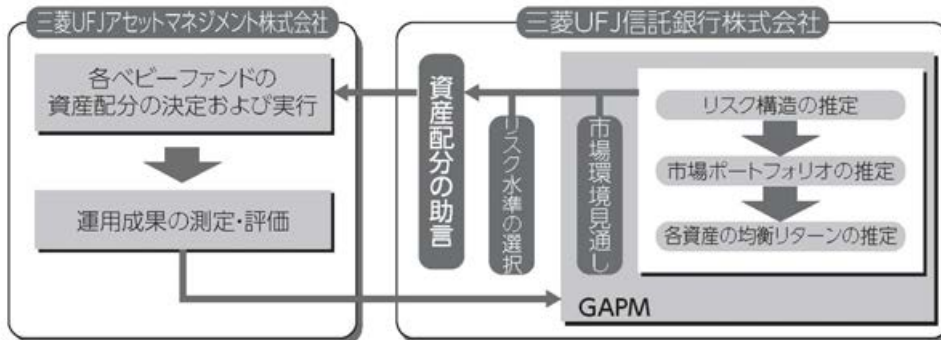 三菱UFJアセットマネジメント株式会社
各ベビーファンドの
資産配分の決定および実行
運用成果の測定・評価
三菱UFJ信託銀行株式会社
資産配分の助言
リスク水準の選択
市場環境見通し
リスク構造の推定
市場ポートフォリオの推定
各資産の均衡リターンの推定
GAPM